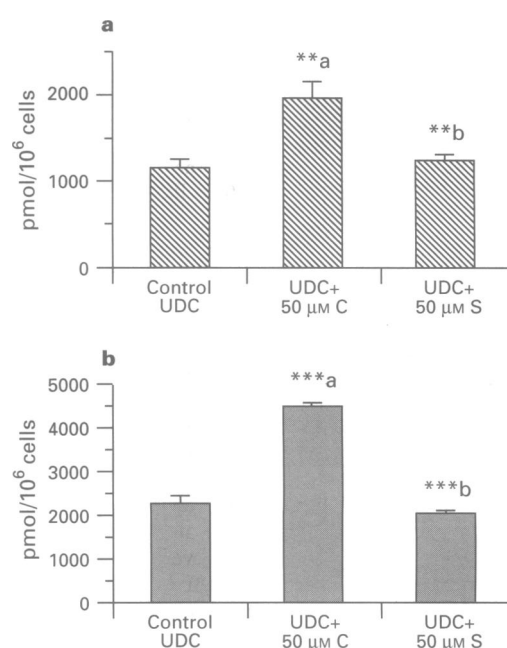 a
pmol/10⁶ cells
2000
1000
0
**a
**b
Control
UDC
UDC+
50 μM C
UDC+
50 μM S
b
pmol/10⁶ cells
5000
4000
3000
2000
1000
0
***a
***b
Control
UDC
UDC+
50 μM C
UDC+
50 μM S